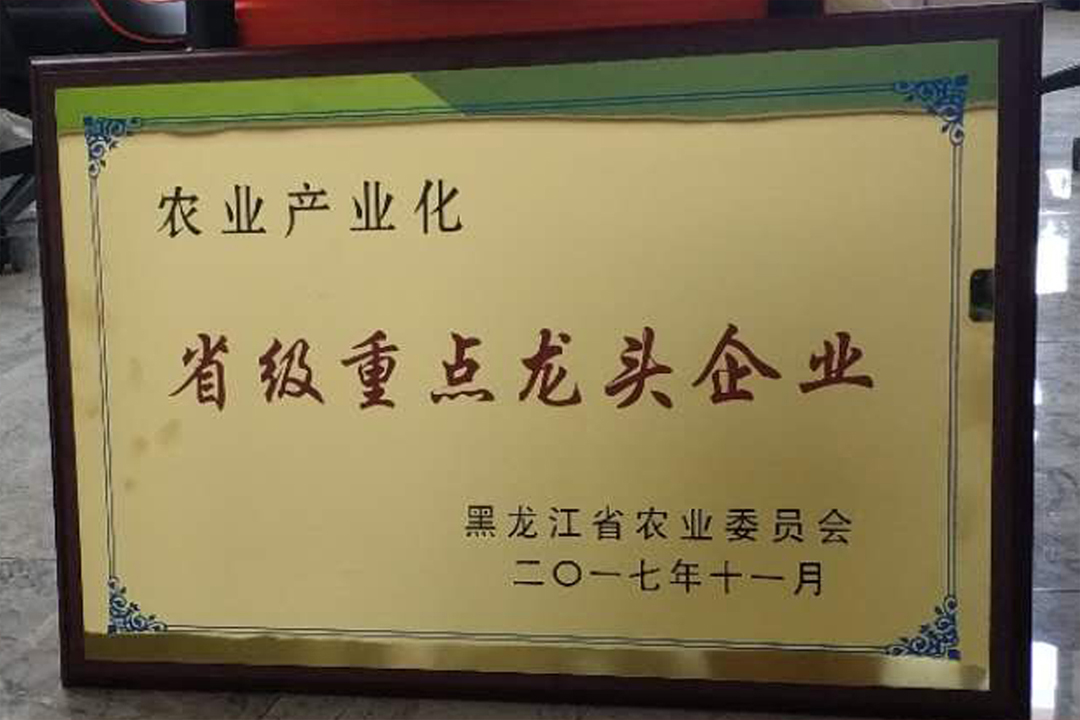 农业产业化
省级重点龙头企业
黑龙江省农业委员会
二〇一七年十一月